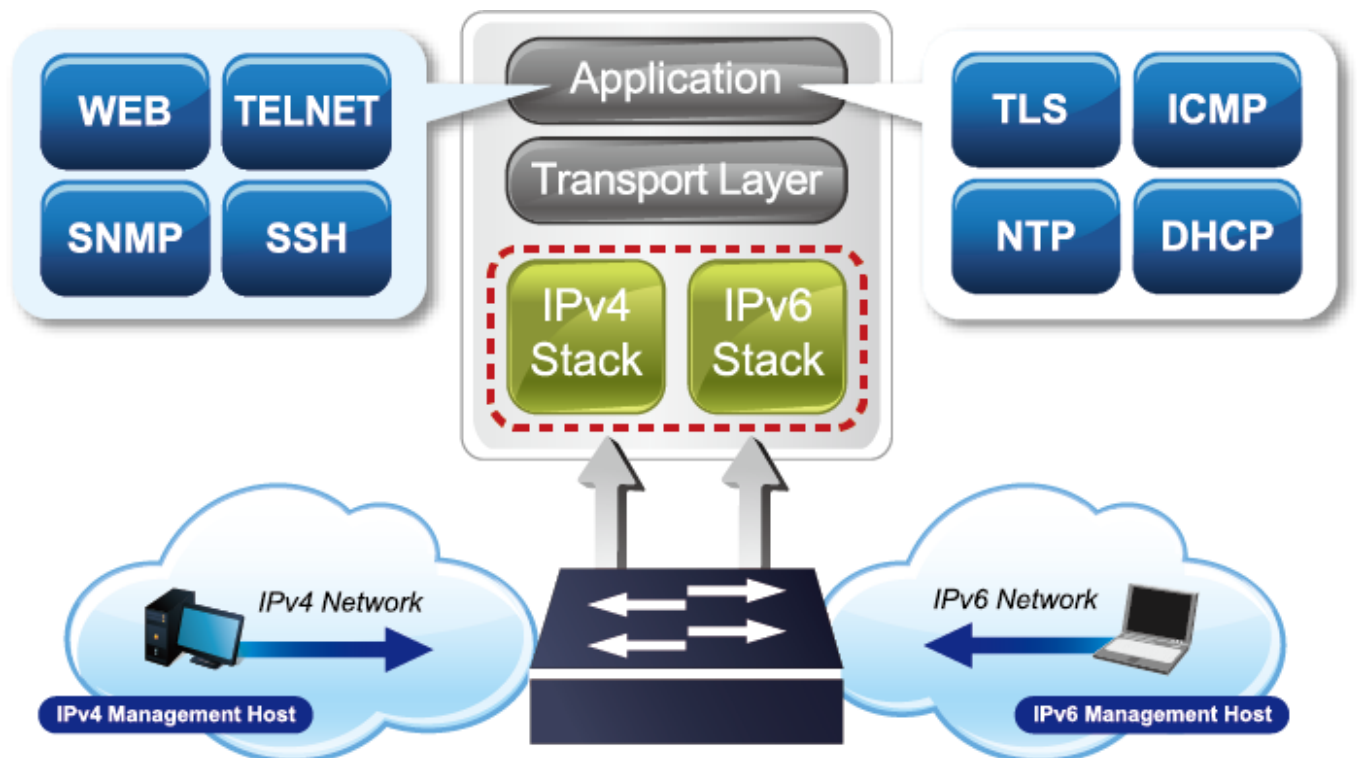 Application
WEB
TELNET
TLS
ICMP
Transport Layer
SNMP
SSH
NTP
DHCP
IPv4
Stack
IPv6
Stack
IPv4 Network
IPv6 Network
IPv4 Management Host
IPv6 Management Host